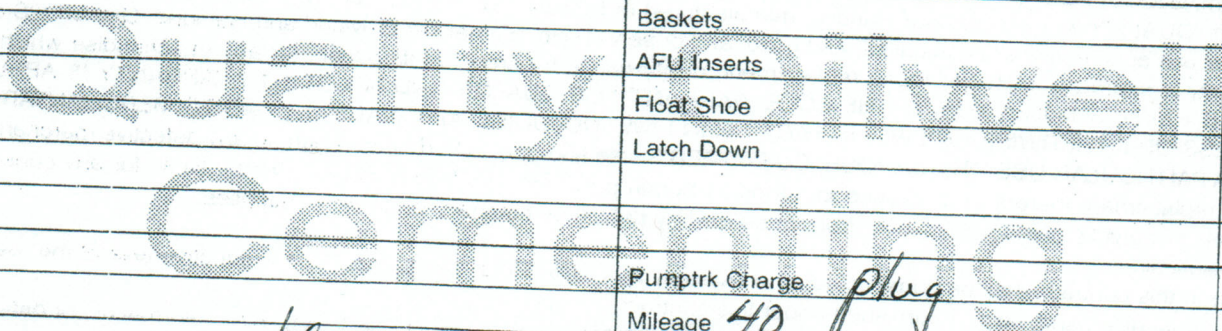 Baskets
Quality Oilwell
AFU Inserts
Float Shoe
Latch Down
Cementing
Pumptrk Charge plug
Mileage 40